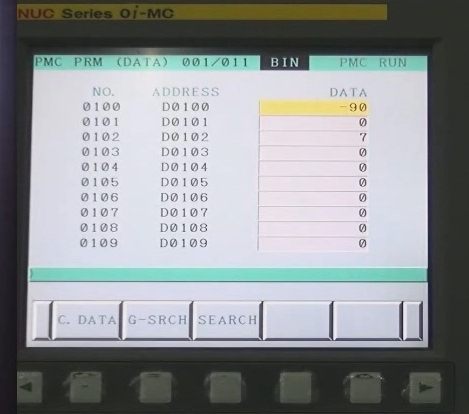 NUC Series 0i-MC
PMC PRM (DATA) 001/011 BIN PMC RUN
NO. ADDRESS DATA
0100 D0100 -90
0101 D0101 0
0102 D0102 7
0103 D0103 0
0104 D0104 0
0105 D0105 0
0106 D0106 0
0107 D0107 0
0108 D0108 0
0109 D0109 0
C. DATA G-SRCH SEARCH